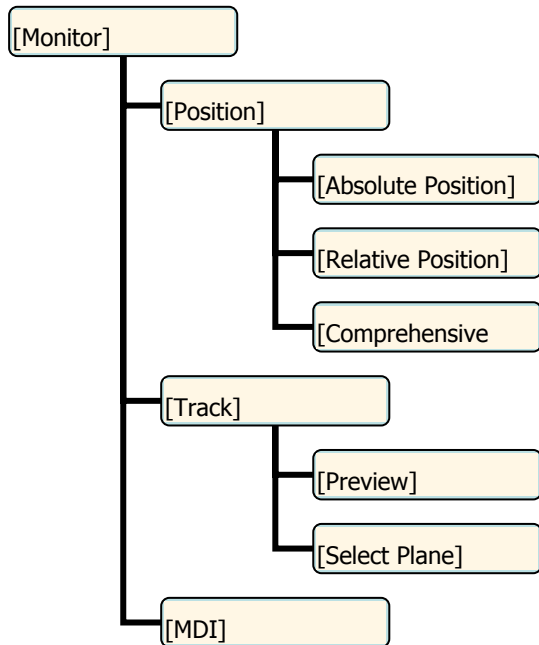 [Monitor]
[Position]
[Absolute Position]
[Relative Position]
[Comprehensive
[Track]
[Preview]
[Select Plane]
[MDI]